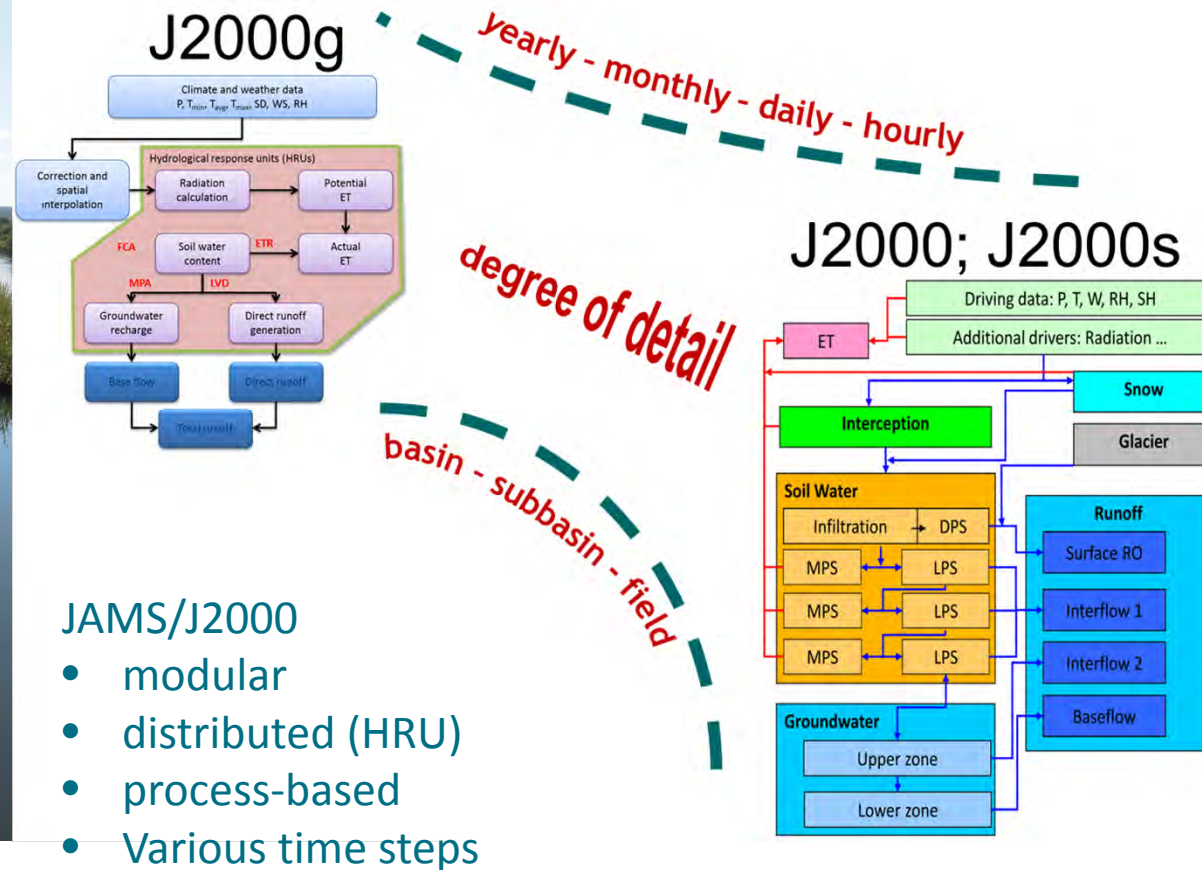 J2000g
Climate and weather data
P, Tmin, Tavg, Tmax, SD, WS, RH
Hydrological response units (HRUs)
Correction and
spatial
interpolation
Radiation
calculation
Potential
ET
FCA
Soil water
content
ETR
Actual
ET
MPA
LVD
Groundwater
recharge
Direct runoff
generation
Base flow
Direct runoff
Total runoff
yearly - monthly - daily - hourly
degree of detail
basin - subbasin - field
J2000; J2000s
Driving data: P, T, W, RH, SH
ET
Additional drivers: Radiation ...
Snow
Interception
Glacier
Soil Water
Infiltration
DPS
MPS
LPS
MPS
LPS
MPS
LPS
Runoff
Surface RO
Interflow 1
Interflow 2
Baseflow
Groundwater
Upper zone
Lower zone
JAMS/J2000
• modular
• distributed (HRU)
• process-based
• Various time steps